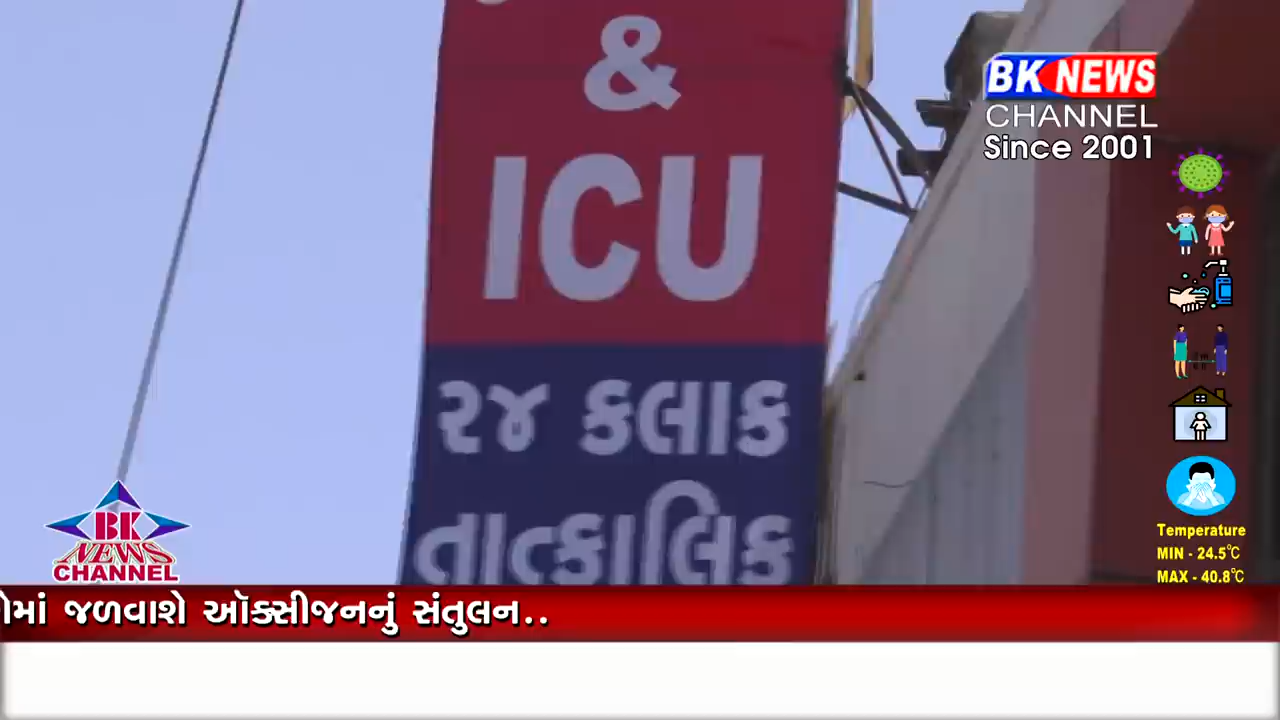 &
ICU
૨૪ કલાક
તાત્કાલિક
BK NEWS
CHANNEL
Since 2001
Temperature
MIN - 24.5℃
MAX - 40.8℃
BK
NEWS
CHANNEL
જળવાશે ઑક્સીજનનું સંતુલન..